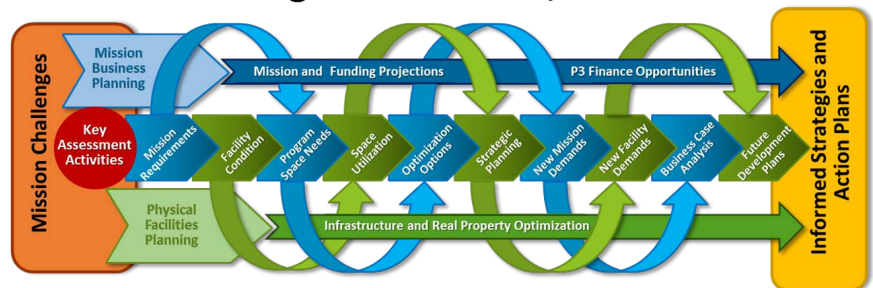 Mission Challenges
Mission
Business
Planning
Mission and Funding Projections
P3 Finance Opportunities
Key
Assessment
Activities
Mission
Requirements
Facility
Condition
Program
Space Needs
Space
Utilization
Optimization
Options
Strategic
Planning
New Mission
Demands
New Facility
Demands
Business Case
Analysis
Future
Development
Plans
Physical
Facilities
Planning
Infrastructure and Real Property Optimization
Informed Strategies and
Action Plans